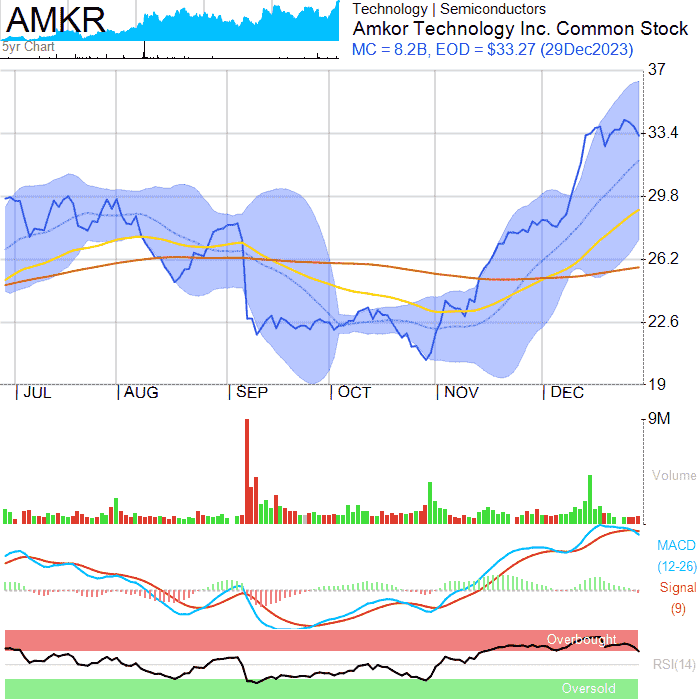 AMKR
5yr Chart
Technology | Semiconductors
Amkor Technology Inc. Common Stock
MC = 8.2B, EOD = $33.27 (29Dec2023)
37
33.4
29.8
26.2
22.6
19
| JUL | AUG | SEP | OCT | NOV | DEC
9M
Volume
MACD
(12-26)
Signal
(9)
Overbought
RSI(14)
Oversold